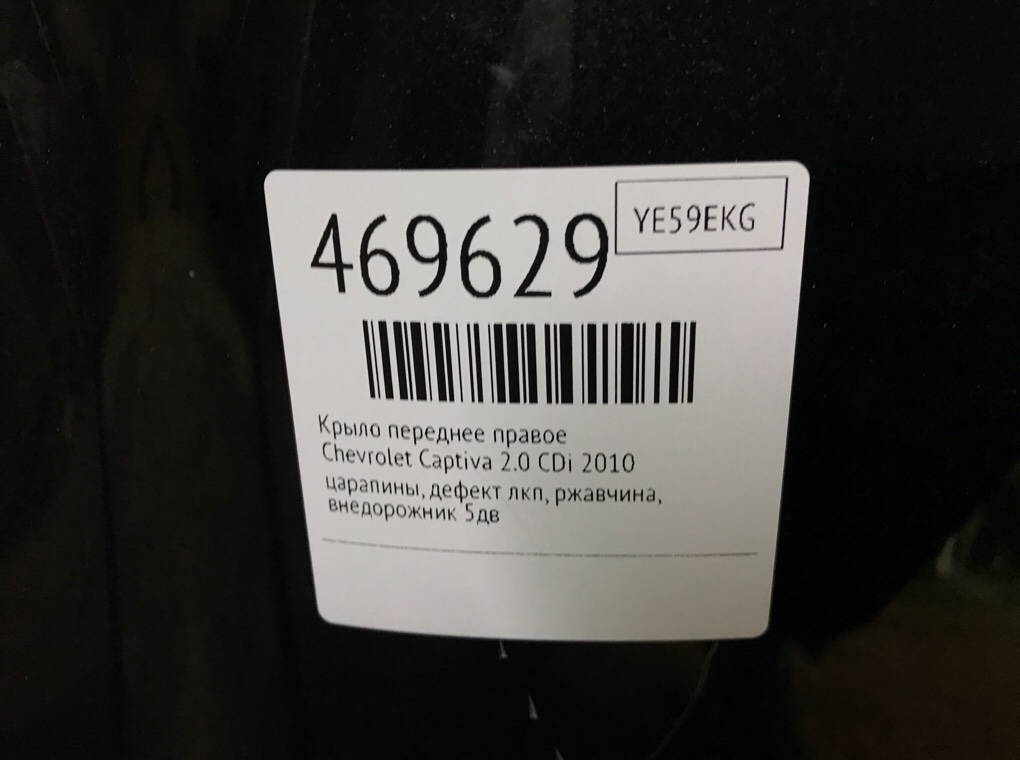 469629
YE59EKG
Крыло переднее правое
Chevrolet Captiva 2.0 CDi 2010
царапины, дефект лкп, ржавчина,
внедорожник 5дв